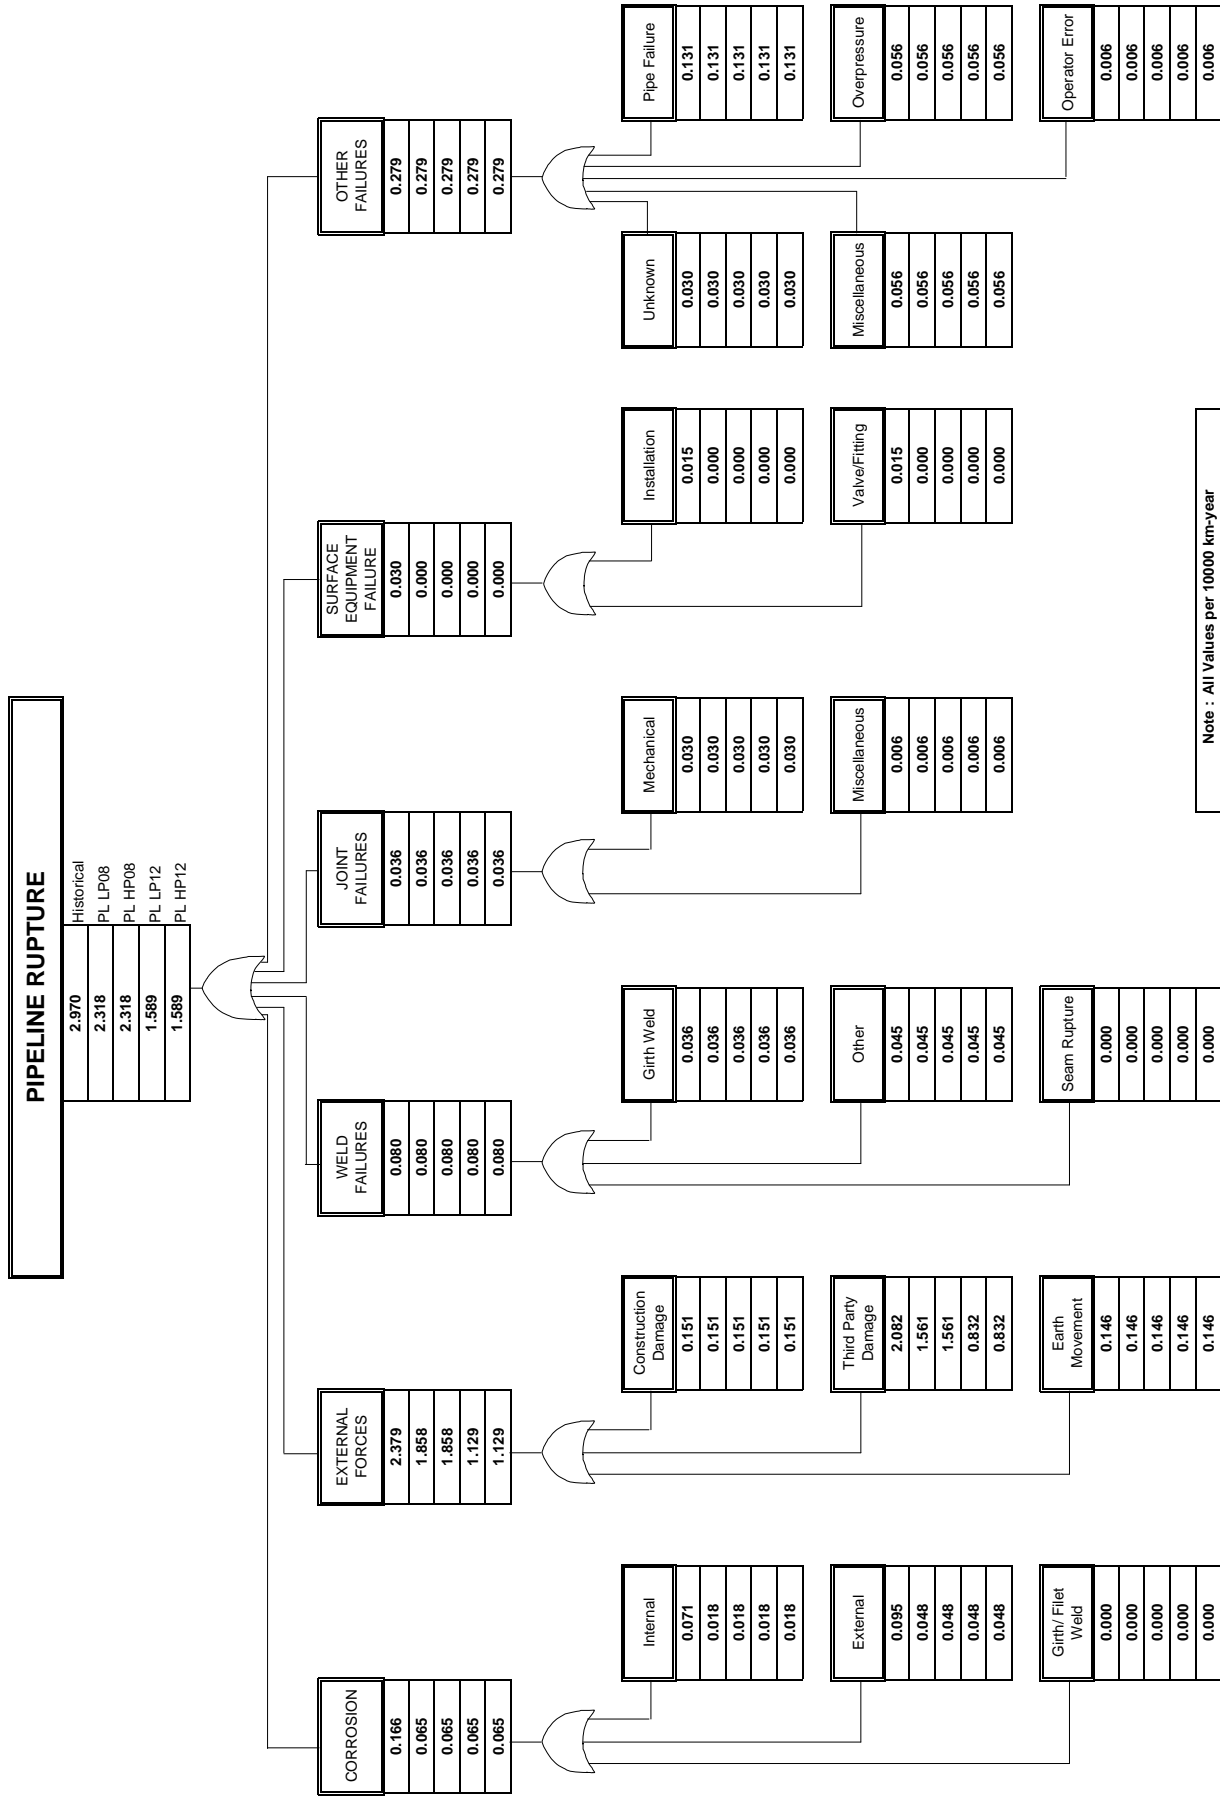 PIPELINE RUPTURE
2.970 Historical
2.318 PL LP08
2.318 PL HP08
1.589 PL LP12
1.589 PL HP12
CORROSION
0.166
0.065
0.065
0.065
0.065
EXTERNAL
FORCES
2.379
1.858
1.858
1.129
1.129
WELD
FAILURES
0.080
0.080
0.080
0.080
0.080
JOINT
FAILURES
0.036
0.036
0.036
0.036
0.036
SURFACE
EQUIPMENT
FAILURE
0.030
0.000
0.000
0.000
0.000
OTHER
FAILURES
0.279
0.279
0.279
0.279
0.279
Internal
0.071
0.018
0.018
0.018
0.018
External
0.095
0.048
0.048
0.048
0.048
Girth/ Filet
Weld
0.000
0.000
0.000
0.000
0.000
Construction
Damage
0.151
0.151
0.151
0.151
0.151
Third Party
Damage
2.082
1.561
1.561
0.832
0.832
Earth
Movement
0.146
0.146
0.146
0.146
0.146
Girth Weld
0.036
0.036
0.036
0.036
0.036
Other
0.045
0.045
0.045
0.045
0.045
Seam Rupture
0.000
0.000
0.000
0.000
0.000
Mechanical
0.030
0.030
0.030
0.030
0.030
Miscellaneous
0.006
0.006
0.006
0.006
0.006
Installation
0.015
0.000
0.000
0.000
0.000
Valve/Fitting
0.015
0.000
0.000
0.000
0.000
Unknown
0.030
0.030
0.030
0.030
0.030
Miscellaneous
0.056
0.056
0.056
0.056
0.056
Pipe Failure
0.131
0.131
0.131
0.131
0.131
Overpressure
0.056
0.056
0.056
0.056
0.056
Operator Error
0.006
0.006
0.006
0.006
0.006
Note : All Values per 10000 km-year